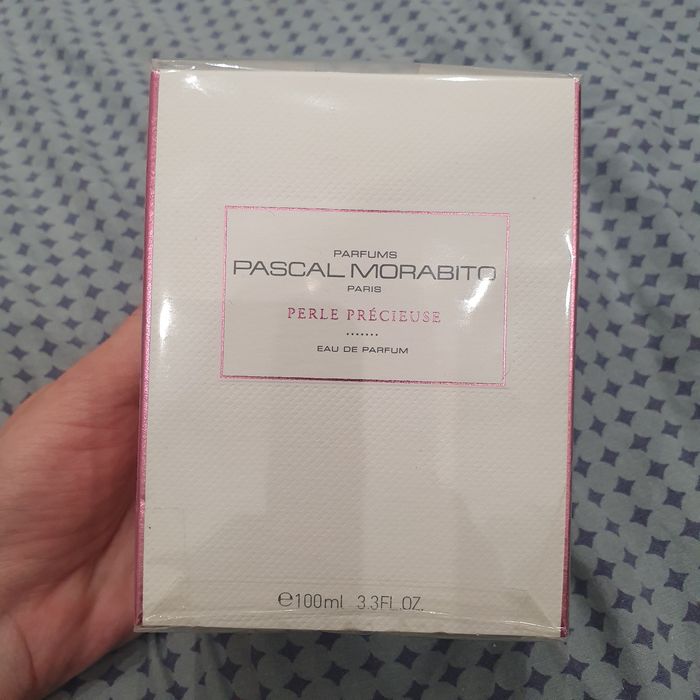 PARFUMS
PASCAL MORABITO
PARIS
PERLE PRÉCIEUSE
EAU DE PARFUM
℮100ml 3.3FL.OZ.